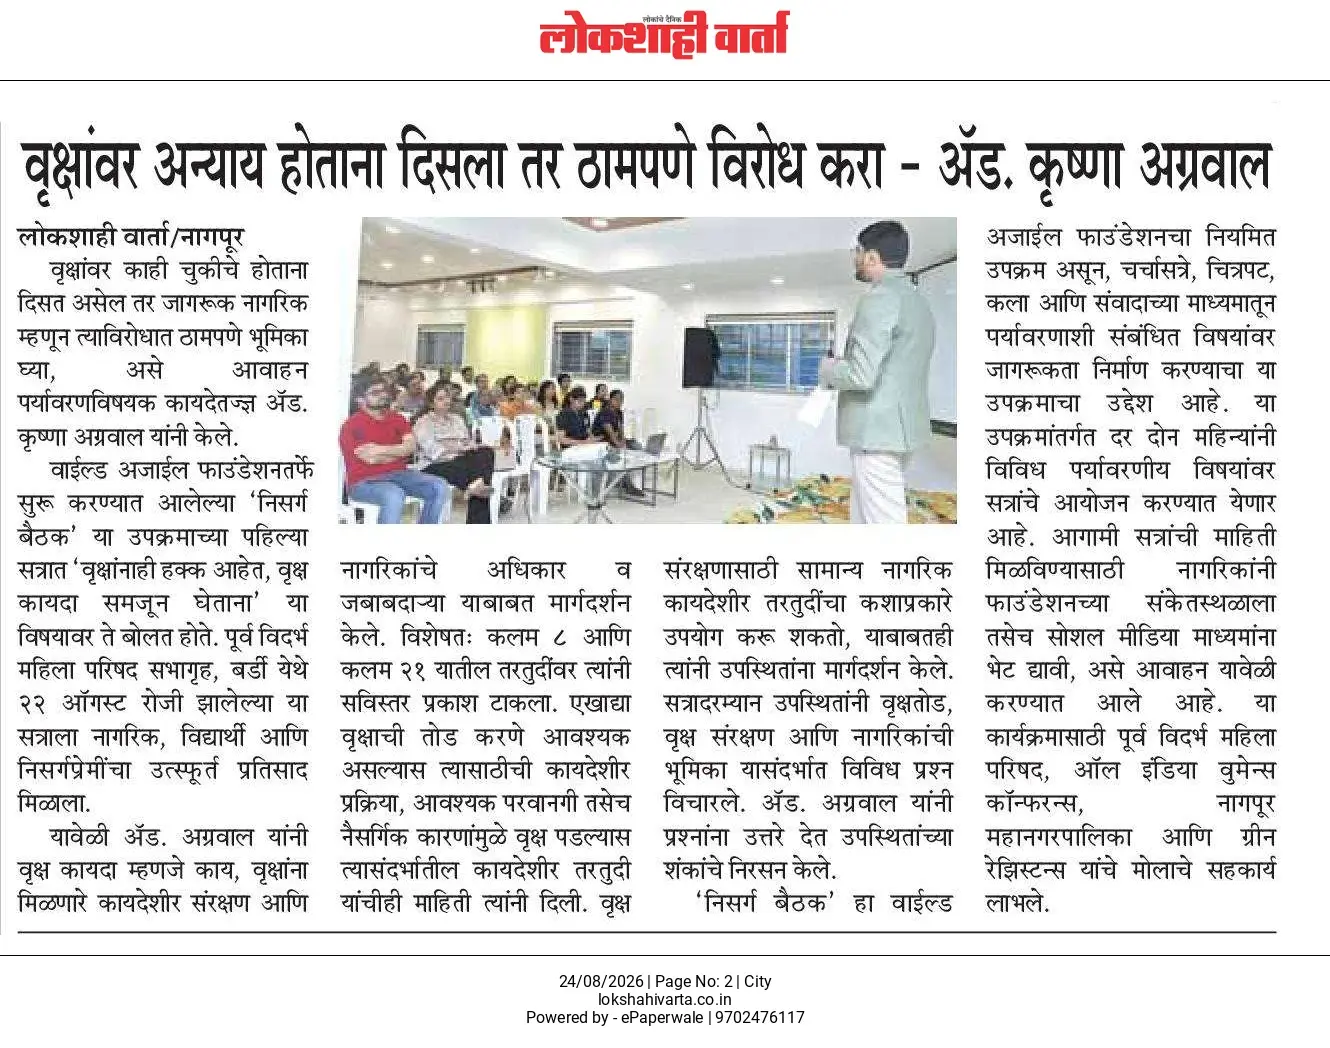 लोकांचे दैनिक
लोकशाही वार्ता
वृक्षांवर अन्याय होताना दिसला तर ठामपणे विरोध करा - ॲड. कृष्णा अग्रवाल
लोकशाही वार्ता/नागपूर
वृक्षांवर काही चुकीचे होताना
दिसत असेल तर जागरूक नागरिक
म्हणून त्याविरोधात ठामपणे भूमिका
घ्या, असे आवाहन
पर्यावरणविषयक कायदेतज्ज्ञ ॲड.
कृष्णा अग्रवाल यांनी केले.
वाईल्ड अजाईल फाउंडेशनतर्फे
सुरू करण्यात आलेल्या ‘निसर्ग
बैठक’ या उपक्रमाच्या पहिल्या
सत्रात ‘वृक्षांनाही हक्क आहेत, वृक्ष
कायदा समजून घेताना’ या
विषयावर ते बोलत होते. पूर्व विदर्भ
महिला परिषद सभागृह, बर्डी येथे
२२ ऑगस्ट रोजी झालेल्या या
सत्राला नागरिक, विद्यार्थी आणि
निसर्गप्रेमींचा उत्स्फूर्त प्रतिसाद
मिळाला.
यावेळी ॲड. अग्रवाल यांनी
वृक्ष कायदा म्हणजे काय, वृक्षांना
मिळणारे कायदेशीर संरक्षण आणि
नागरिकांचे अधिकार व
जबाबदाऱ्या याबाबत मार्गदर्शन
केले. विशेषतः कलम ८ आणि
कलम २१ यातील तरतुदींवर त्यांनी
सविस्तर प्रकाश टाकला. एखाद्या
वृक्षाची तोड करणे आवश्यक
असल्यास त्यासाठीची कायदेशीर
प्रक्रिया, आवश्यक परवानगी तसेच
नैसर्गिक कारणांमुळे वृक्ष पडल्यास
त्यासंदर्भातील कायदेशीर तरतुदी
यांचीही माहिती त्यांनी दिली. वृक्ष
संरक्षणासाठी सामान्य नागरिक
कायदेशीर तरतुदींचा कशाप्रकारे
उपयोग करू शकतो, याबाबतही
त्यांनी उपस्थितांना मार्गदर्शन केले.
सत्रादरम्यान उपस्थितांनी वृक्षतोड,
वृक्ष संरक्षण आणि नागरिकांची
भूमिका यासंदर्भात विविध प्रश्न
विचारले. ॲड. अग्रवाल यांनी
प्रश्नांना उत्तरे देत उपस्थितांच्या
शंकांचे निरसन केले.
‘निसर्ग बैठक’ हा वाईल्ड
अजाईल फाउंडेशनचा नियमित
उपक्रम असून, चर्चासत्रे, चित्रपट,
कला आणि संवादाच्या माध्यमातून
पर्यावरणाशी संबंधित विषयांवर
जागरूकता निर्माण करण्याचा या
उपक्रमाचा उद्देश आहे. या
उपक्रमांतर्गत दर दोन महिन्यांनी
विविध पर्यावरणीय विषयांवर
सत्रांचे आयोजन करण्यात येणार
आहे. आगामी सत्रांची माहिती
मिळविण्यासाठी नागरिकांनी
फाउंडेशनच्या संकेतस्थळाला
तसेच सोशल मीडिया माध्यमांना
भेट द्यावी, असे आवाहन यावेळी
करण्यात आले आहे. या
कार्यक्रमासाठी पूर्व विदर्भ महिला
परिषद, ऑल इंडिया वुमेन्स
कॉन्फरन्स, नागपूर
महानगरपालिका आणि ग्रीन
रेझिस्टन्स यांचे मोलाचे सहकार्य
लाभले.
24/08/2026 | Page No: 2 | City
lokshahivarta.co.in
Powered by - ePaperwale | 9702476117